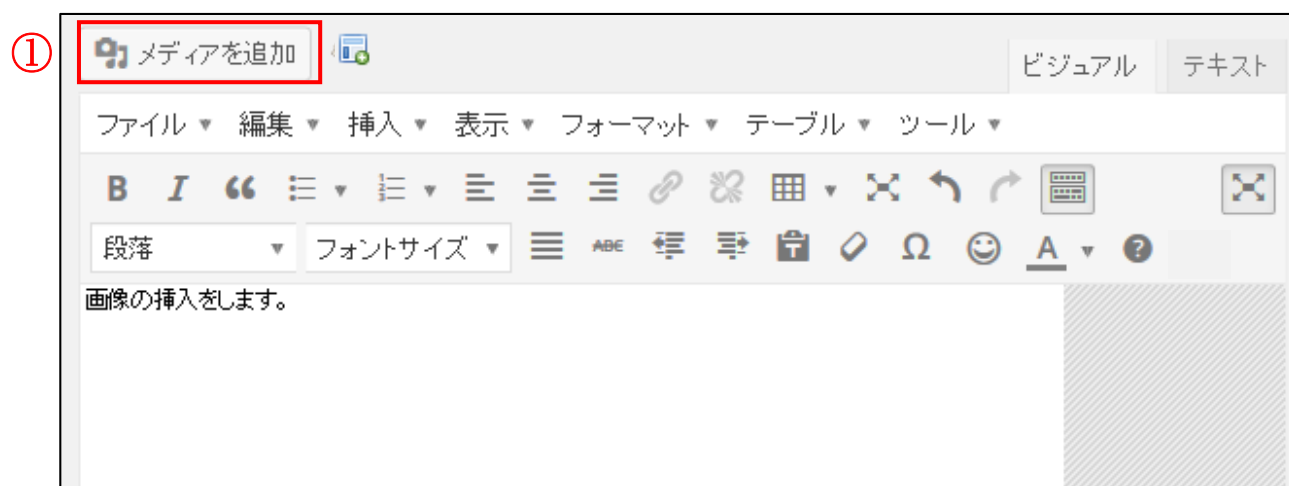 ① メディアを追加
ビジュアル テキスト
ファイル 編集 挿入 表示 フォーマット テーブル ツール
B I
段落 フォントサイズ ABC A
画像の挿入をします。